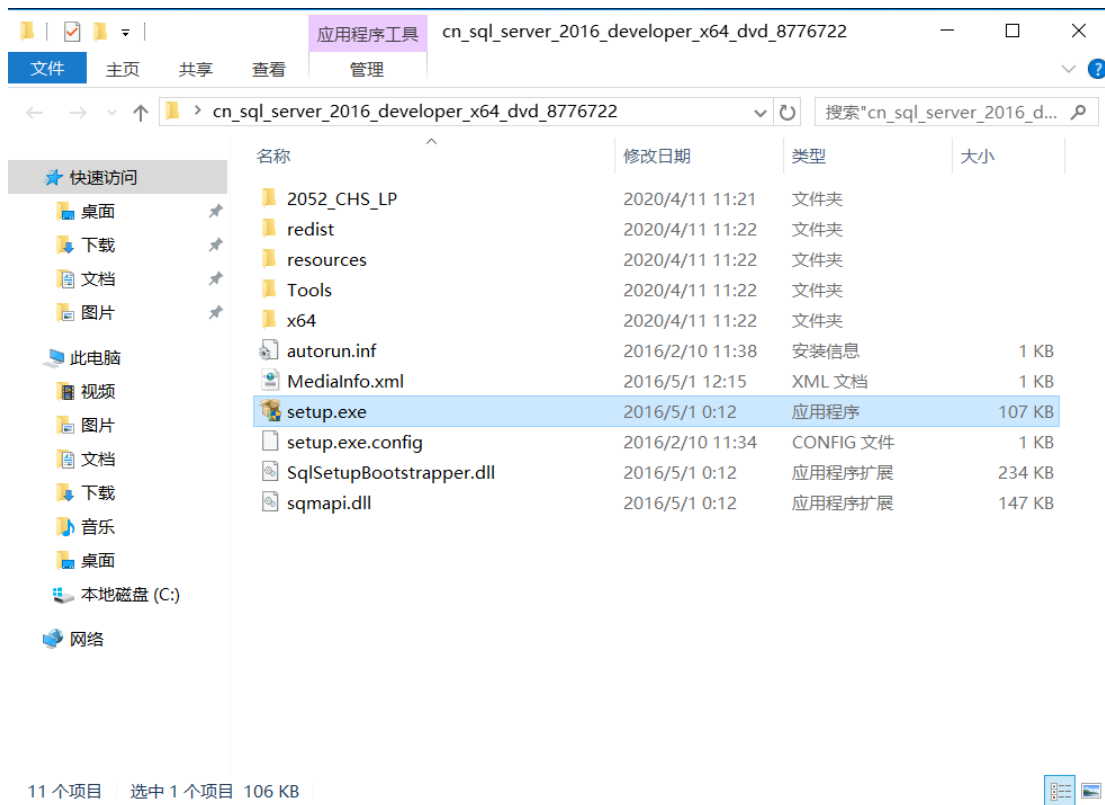 应用程序工具 cn_sql_server_2016_developer_x64_dvd_8776722
文件 主页 共享 查看 管理
cn_sql_server_2016_developer_x64_dvd_8776722 搜索"cn_sql_server_2016_d...
名称 修改日期 类型 大小
快速访问
桌面
下载
文档
图片
此电脑
视频
图片
文档
下载
音乐
桌面
本地磁盘 (C:)
网络
2052_CHS_LP 2020/4/11 11:21 文件夹
redist 2020/4/11 11:22 文件夹
resources 2020/4/11 11:22 文件夹
Tools 2020/4/11 11:22 文件夹
x64 2020/4/11 11:22 文件夹
autorun.inf 2016/2/10 11:38 安装信息 1 KB
MediaInfo.xml 2016/5/1 12:15 XML 文档 1 KB
setup.exe 2016/5/1 0:12 应用程序 107 KB
setup.exe.config 2016/2/10 11:34 CONFIG 文件 1 KB
SqlSetupBootstrapper.dll 2016/5/1 0:12 应用程序扩展 234 KB
sqmapi.dll 2016/5/1 0:12 应用程序扩展 147 KB
11 个项目 选中 1 个项目 106 KB